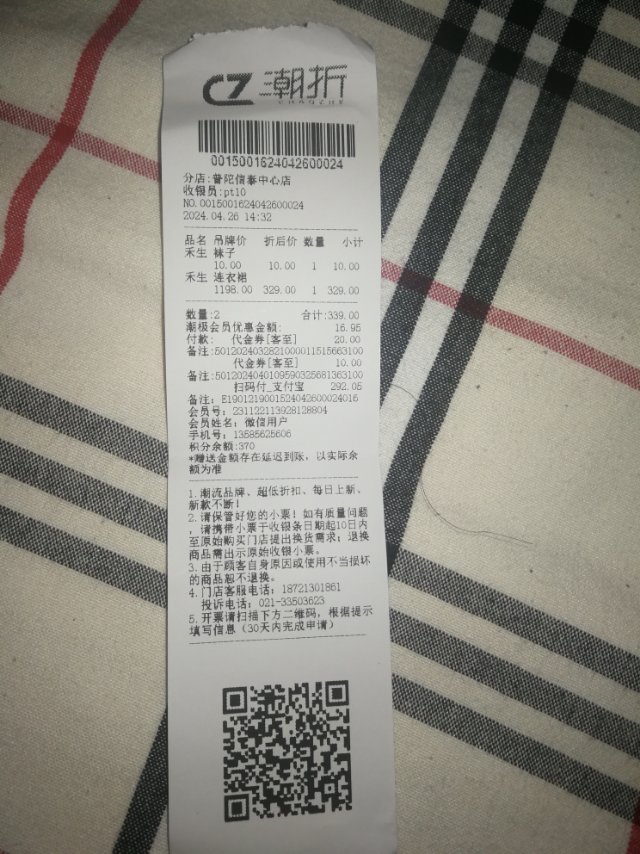 CZ 潮折
CHAOZHE
0015001624042600024
分店:普陀信泰中心店
收银员:pt10
NO.0015001624042600024
2024.04.26 14:32
品名 吊牌价 折后价 数量 小计
禾生 袜子
10.00 10.00 1 10.00
禾生 连衣裙
1198.00 329.00 1 329.00
数量:2 合计:339.00
潮极会员优惠金额: 16.95
付款: 代金券[客至] 20.00
备注:5012024032821000011515663100
代金券[客至] 10.00
备注:5012024040109590325681363100
扫码付_支付宝 292.05
备注: E1901219001524042600024016
会员号: 231122113928128804
会员姓名: 微信用户
手机号: 13585625606
积分余额:370
*赠送金额存在延迟到账，以实际余
额为准
1. 潮流品牌、超低折扣、每日上新、
新款不断!
2. 请保管好您的小票! 如有质量问题
，请携带小票于收银条日期起10日内
至原始购买门店提出换货需求; 退换
商品需出示原始收银小票。
3. 由于顾客自身原因或使用不当损坏
的商品恕不退换。
4. 门店客服电话: 18721301861
投诉电话: 021-33503623
5. 开票请扫描下方二维码，根据提示
填写信息（30天内完成申请）